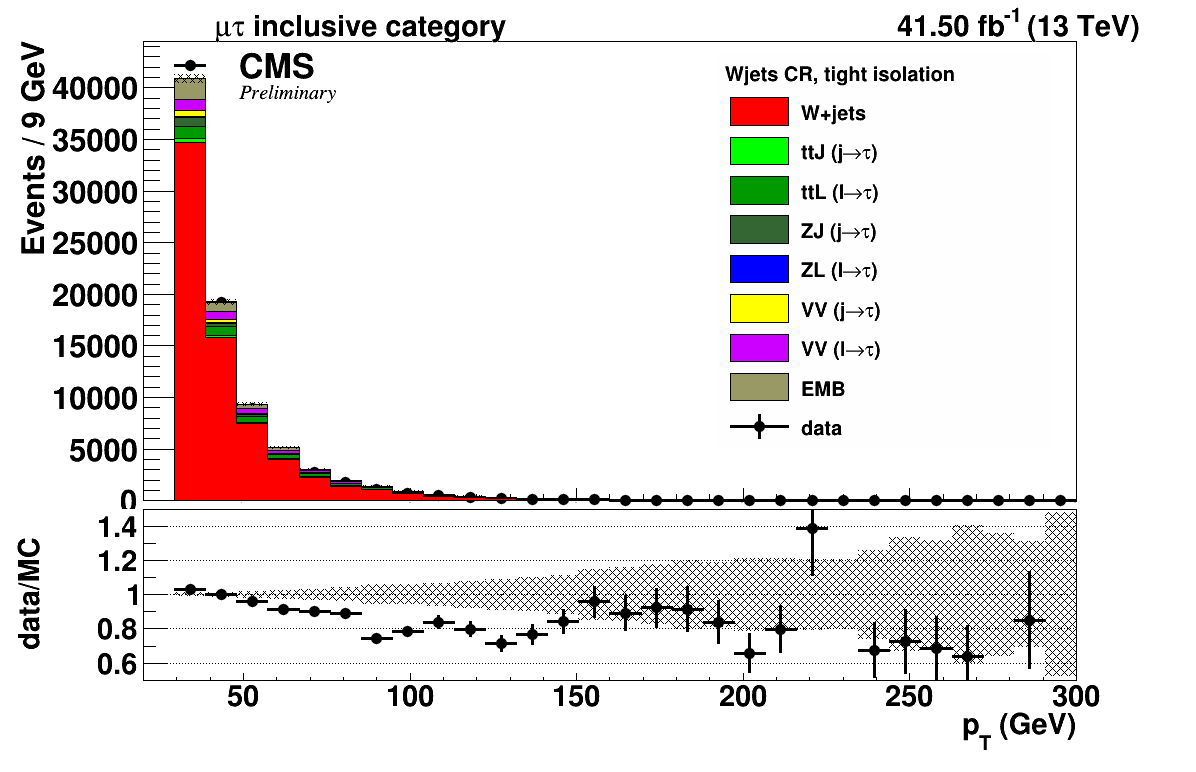 μτ inclusive category
41.50 fb-1 (13 TeV)
CMS
Preliminary
Events / 9 GeV
40000
35000
30000
25000
20000
15000
10000
5000
0
Wjets CR, tight isolation
W+jets
ttJ (j→τ)
ttL (l→τ)
ZJ (j→τ)
ZL (l→τ)
VV (j→τ)
VV (l→τ)
EMB
data
data/MC
1.4
1.2
1
0.8
0.6
50 100 150 200 250 300
pT (GeV)